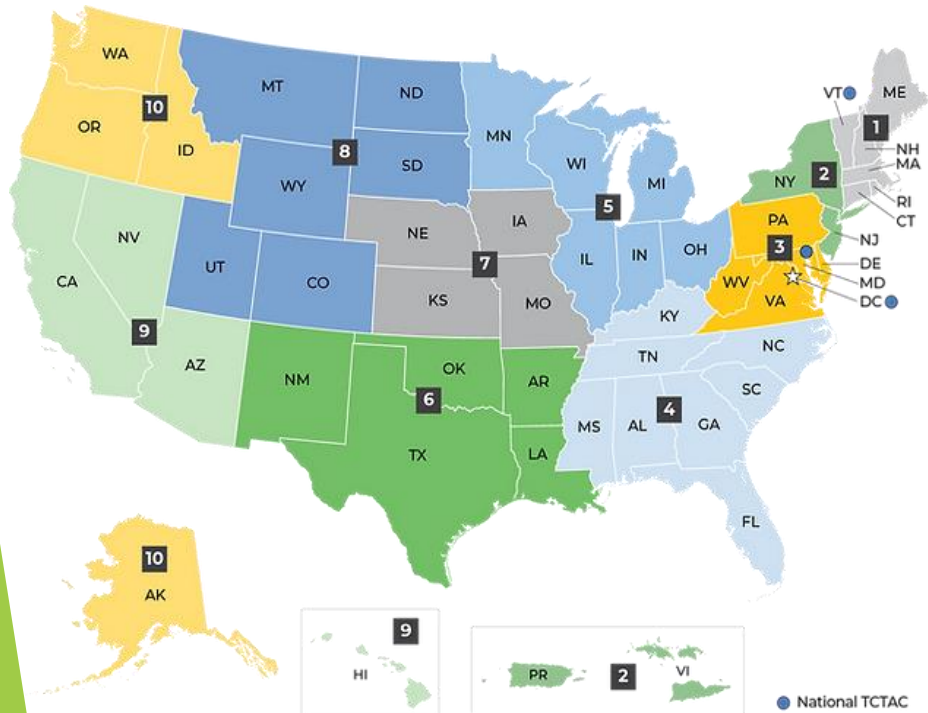 WA
MT
ND
MN
VT
ME
10
OR
ID
8
SD
WI
MI
1
NH
MA
WY
NY
2
RI
CT
5
PA
NJ
NV
NE
IA
3
DE
CA
UT
CO
7
IL
IN
OH
WV
MD
VA
DC
KS
MO
KY
9
AZ
NM
OK
AR
TN
NC
6
4
SC
TX
LA
MS
AL
GA
FL
10
AK
9
HI
PR
2
VI
National TCTAC